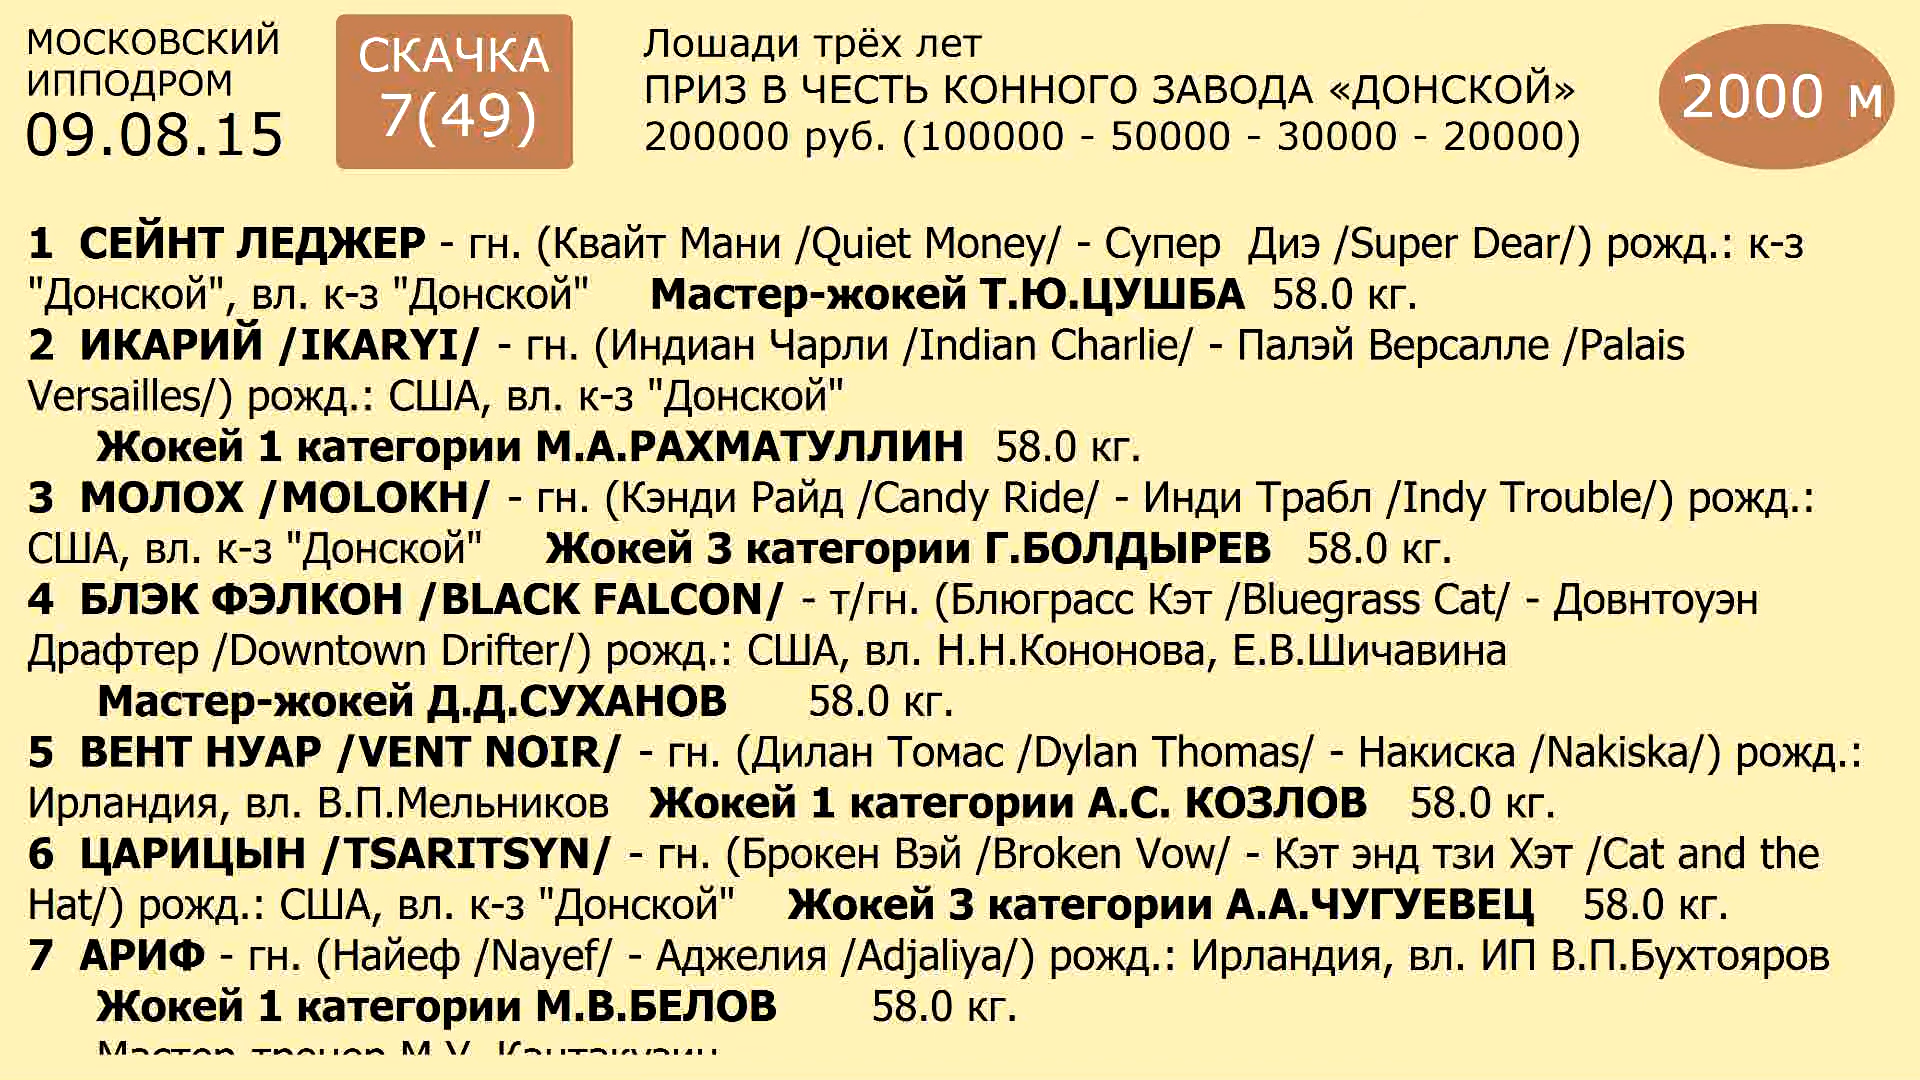 МОСКОВСКИЙ
ИППОДРОМ
09.08.15
СКАЧКА
7(49)
Лошади трёх лет
ПРИЗ В ЧЕСТЬ КОННОГО ЗАВОДА «ДОНСКОЙ»
200000 руб. (100000 - 50000 - 30000 - 20000)
2000 м
1 СЕЙНТ ЛЕДЖЕР - гн. (Квайт Мани /Quiet Money/ - Супер Диэ /Super Dear/) рожд.: к-з
"Донской", вл. к-з "Донской" Мастер-жокей Т.Ю.ЦУШБА 58.0 кг.
2 ИКАРИЙ /IKARYI/ - гн. (Индиан Чарли /Indian Charlie/ - Палэй Версалле /Palais
Versailles/) рожд.: США, вл. к-з "Донской"
Жокей 1 категории М.А.РАХМАТУЛЛИН 58.0 кг.
3 МОЛОХ /MOLOKH/ - гн. (Кэнди Райд /Candy Ride/ - Инди Трабл /Indy Trouble/) рожд.:
США, вл. к-з "Донской" Жокей 3 категории Г.БОЛДЫРЕВ 58.0 кг.
4 БЛЭК ФЭЛКОН /BLACK FALCON/ - т/гн. (Блюграсс Кэт /Bluegrass Cat/ - Довнтоуэн
Драфтер /Downtown Drifter/) рожд.: США, вл. Н.Н.Кононова, Е.В.Шичавина
Мастер-жокей Д.Д.СУХАНОВ 58.0 кг.
5 ВЕНТ НУАР /VENT NOIR/ - гн. (Дилан Томас /Dylan Thomas/ - Накиска /Nakiska/) рожд.:
Ирландия, вл. В.П.Мельников Жокей 1 категории А.С. КОЗЛОВ 58.0 кг.
6 ЦАРИЦЫН /TSARITSYN/ - гн. (Брокен Вэй /Broken Vow/ - Кэт энд тзи Хэт /Cat and the
Hat/) рожд.: США, вл. к-з "Донской" Жокей 3 категории А.А.ЧУГУЕВЕЦ 58.0 кг.
7 АРИФ - гн. (Найеф /Nayef/ - Аджелия /Adjaliya/) рожд.: Ирландия, вл. ИП В.П.Бухтояров
Жокей 1 категории М.В.БЕЛОВ 58.0 кг.